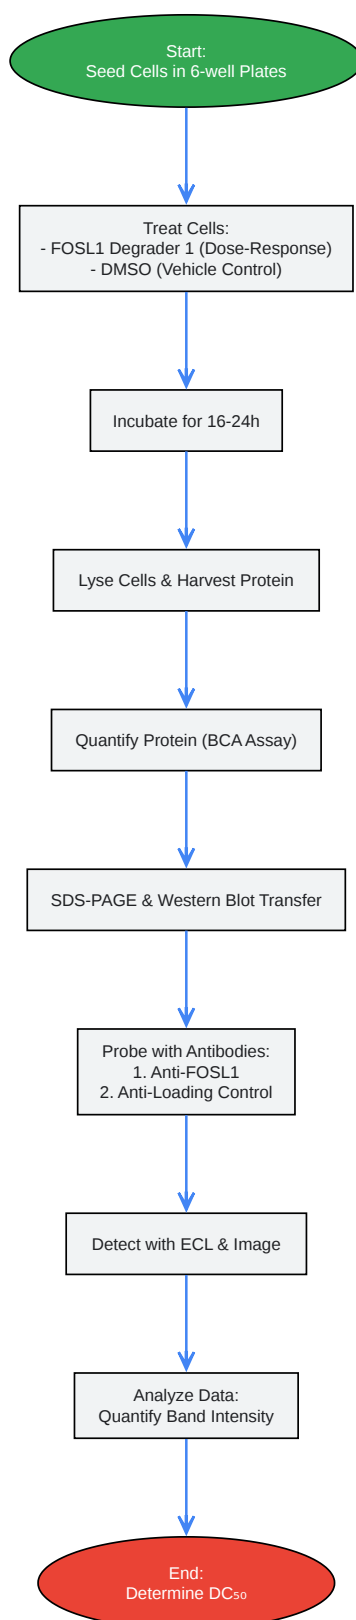 Start:
Seed Cells in 6-well Plates
Treat Cells:
- FOSL1 Degrader 1 (Dose-Response)
- DMSO (Vehicle Control)
Incubate for 16-24h
Lyse Cells & Harvest Protein
Quantify Protein (BCA Assay)
SDS-PAGE & Western Blot Transfer
Probe with Antibodies:
1. Anti-FOSL1
2. Anti-Loading Control
Detect with ECL & Image
Analyze Data:
Quantify Band Intensity
End:
Determine DC₅₀